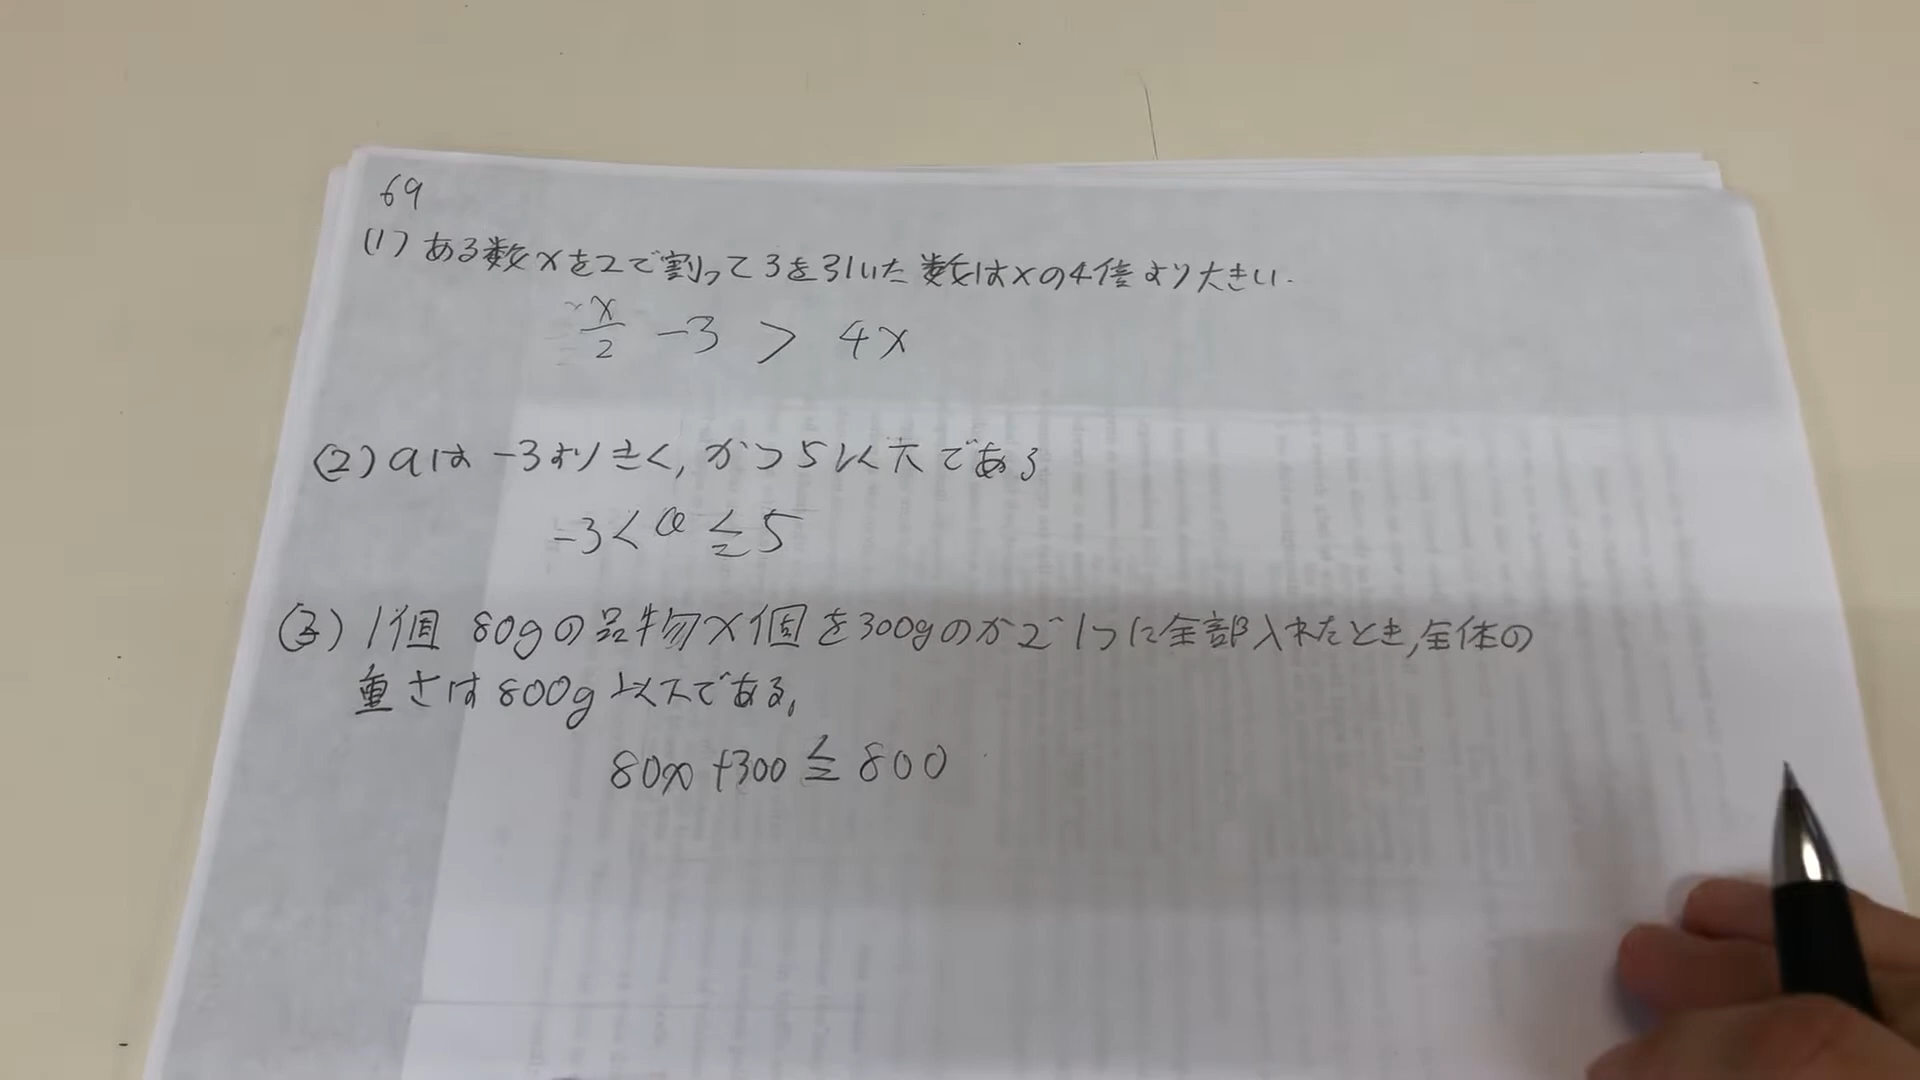 69
(1) ある数xを2で割って3を引いた数はxの4倍より大きい.
x/2 -3 > 4x
(2) aは -3より大きく, かつ5以下である
-3 < a ≦ 5
(3) 1個 80gの品物x個を300gのかご1つに全部入れたとき,全体の
重さは800g以下である。
80x +300 ≦ 800